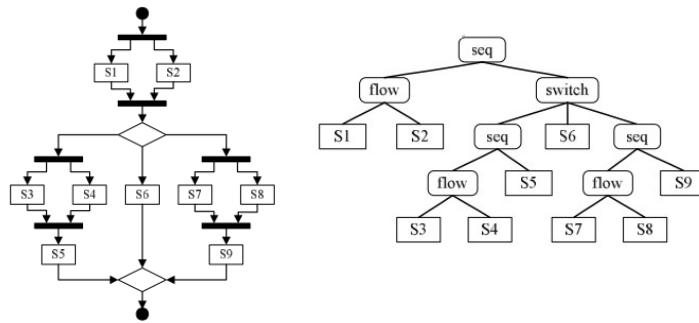 S1 S2
S3 S4 S6 S7 S8
S5 S9
seq
flow switch
S1 S2 seq S6 seq
flow S5 flow S9
S3 S4 S7 S8